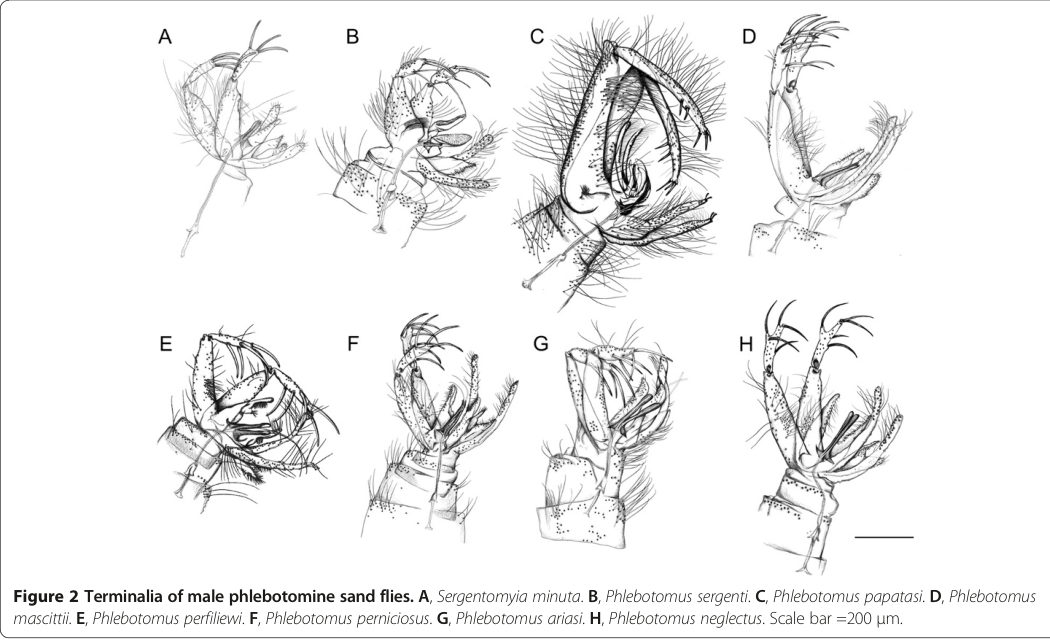 A
B
C
D
E
F
G
H
Figure 2 Terminalia of male phlebotomine sand flies. A, Sergentomyia minuta. B, Phlebotomus sergenti. C, Phlebotomus papatasi. D, Phlebotomus
mascittii. E, Phlebotomus perfiliewi. F, Phlebotomus perniciosus. G, Phlebotomus ariasi. H, Phlebotomus neglectus. Scale bar =200 μm.